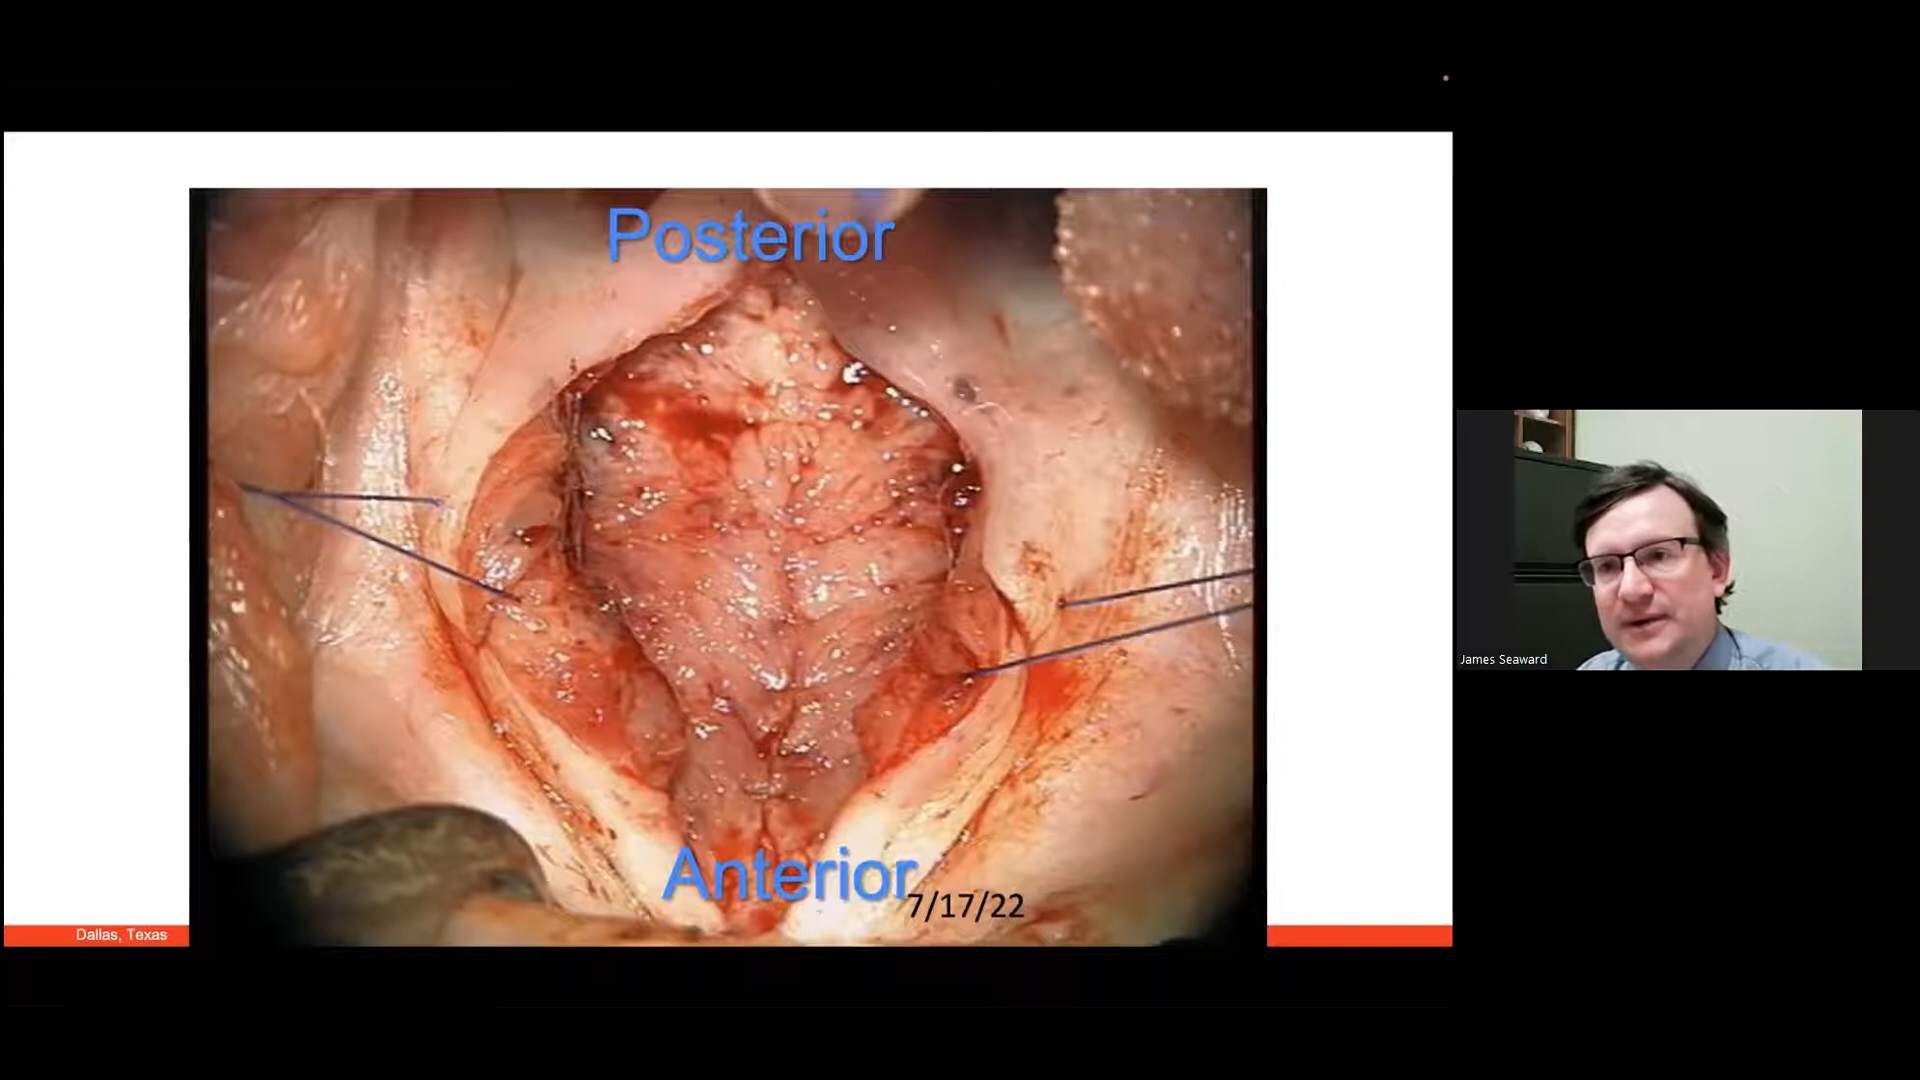 Posterior
Anterior
7/17/22
Dallas, Texas
James Seaward